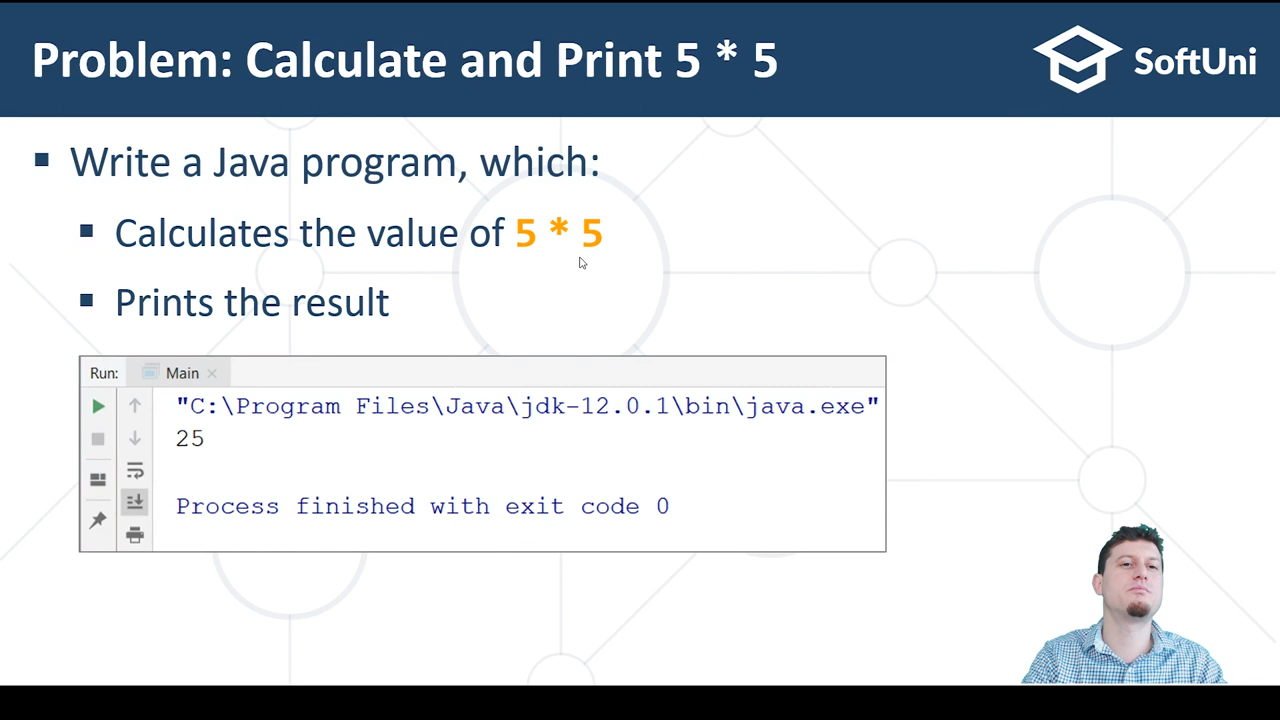 Problem: Calculate and Print 5 * 5
SoftUni
Write a Java program, which:
Calculates the value of 5 * 5
Prints the result
Run: Main
"C:\Program Files\Java\jdk-12.0.1\bin\java.exe"
25
Process finished with exit code 0